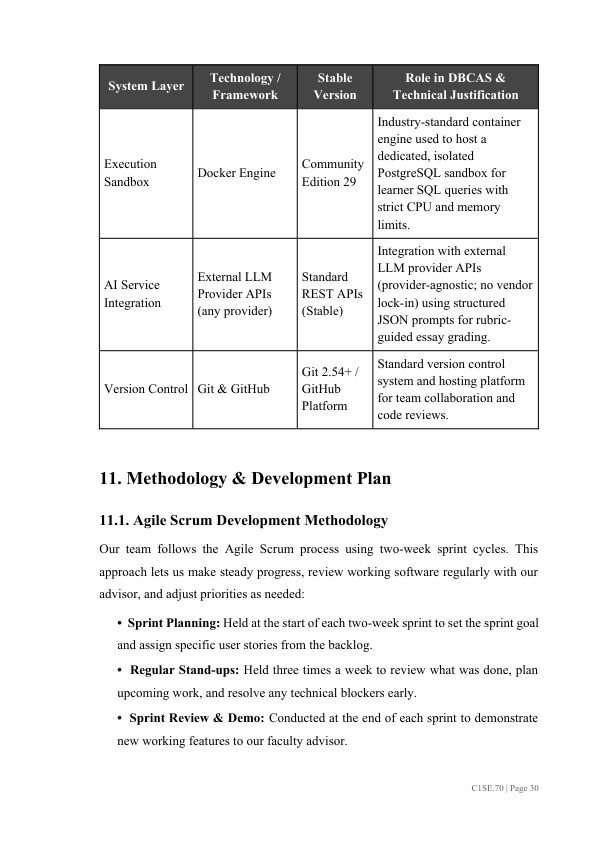 System Layer
Technology /
Framework
Stable
Version
Role in DBCAS &
Technical Justification
Execution
Sandbox
Docker Engine
Community
Edition 29
Industry-standard container
engine used to host a
dedicated, isolated
PostgreSQL sandbox for
learner SQL queries with
strict CPU and memory
limits.
AI Service
Integration
External LLM
Provider APIs
(any provider)
Standard
REST APIs
(Stable)
Integration with external
LLM provider APIs
(provider-agnostic; no vendor
lock-in) using structured
JSON prompts for rubric-
guided essay grading.
Version Control
Git & GitHub
Git 2.54+ /
GitHub
Platform
Standard version control
system and hosting platform
for team collaboration and
code reviews.
11. Methodology & Development Plan
11.1. Agile Scrum Development Methodology
Our team follows the Agile Scrum process using two-week sprint cycles. This
approach lets us make steady progress, review working software regularly with our
advisor, and adjust priorities as needed:
• Sprint Planning: Held at the start of each two-week sprint to set the sprint goal
and assign specific user stories from the backlog.
• Regular Stand-ups: Held three times a week to review what was done, plan
upcoming work, and resolve any technical blockers early.
• Sprint Review & Demo: Conducted at the end of each sprint to demonstrate
new working features to our faculty advisor.
C1SE.70 | Page 30